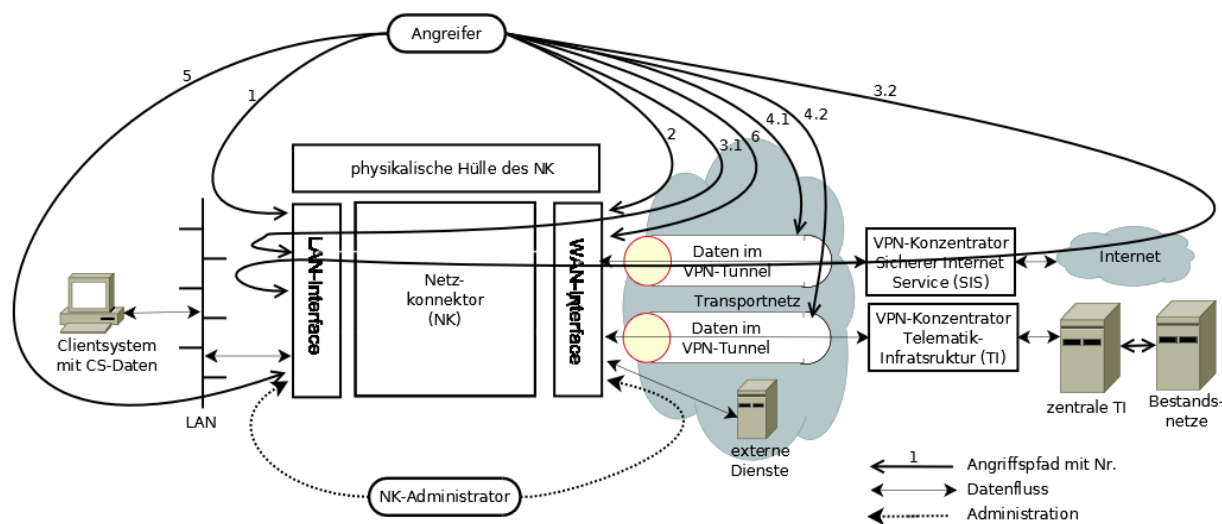 Angreifer
5
1
2
3.1
6
4.1
4.2
3.2
physikalische Hülle des NK
LAN-Interface
Netz-
konnektor
(NK)
WAN-Interface
Daten im
VPN-Tunnel
Transportnetz
Daten im
VPN-Tunnel
VPN-Konzentrator
Sicherer Internet
Service (SIS)
Internet
VPN-Konzentrator
Telematik-
Infratsruktur (TI)
Clientsystem
mit CS-Daten
LAN
zentrale TI
Bestands-
netze
externe
Dienste
NK-Administrator
1
Angriffspfad mit Nr.
Datenfluss
Administration